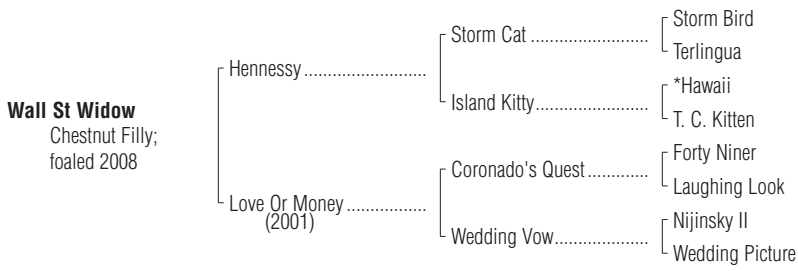 Wall St Widow
Chestnut Filly;
foaled 2008
Hennessy...........................
Love Or Money..................
(2001)
Storm Cat ..........................
Island Kitty.........................
Coronado's Quest.............
Wedding Vow.....................
Storm Bird
Terlingua
*Hawaii
T. C. Kitten
Forty Niner
Laughing Look
Nijinsky II
Wedding Picture